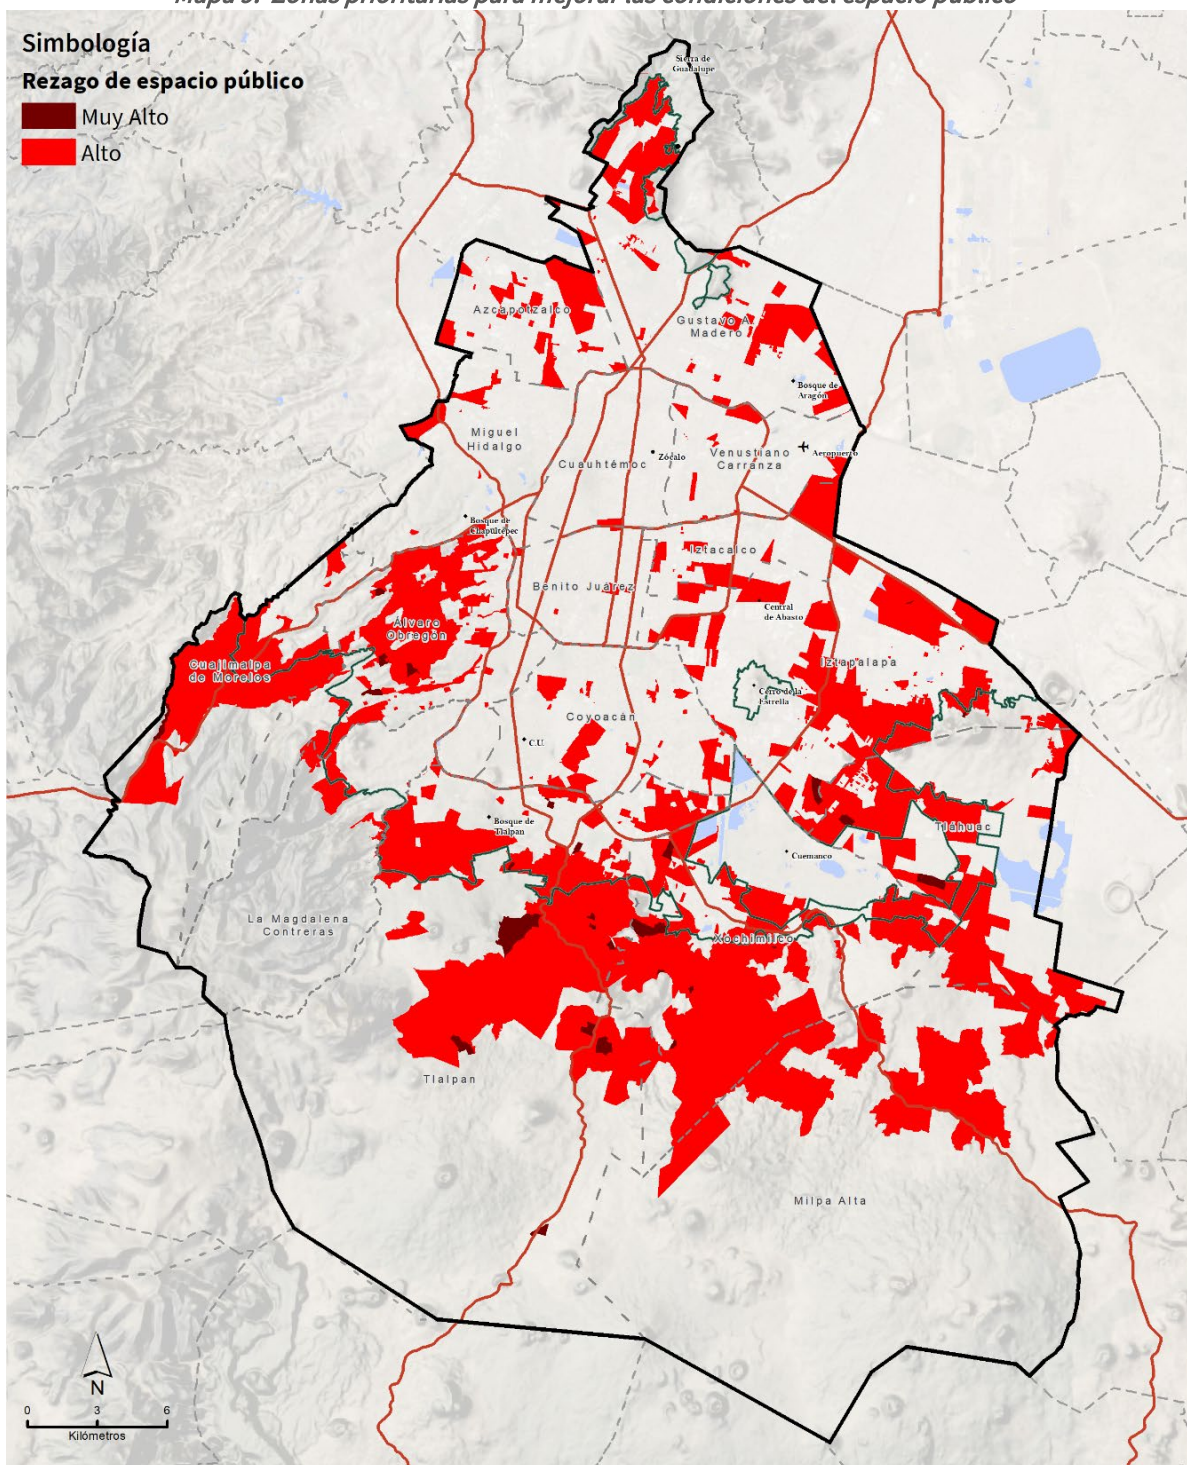 Mapa 9. Zonas prioritarias para mejorar las condiciones del espacio público
Simbología
Rezago de espacio público
Muy Alto
Alto
Sierra de
Guadalupe
Azcapotzalco
Gustavo A.
Madero
Bosque de
Aragón
Miguel
Hidalgo
Cuauhtémoc
Zócalo
Venustiano
Carranza
Aeropuerto
Bosque de
Chapultepec
Iztacalco
Benito Juárez
Central
de Abasto
Álvaro
Obregón
Cuajimalpa
de Morelos
Iztapalapa
Cerro de la
Estrella
Coyoacán
C.U
Bosque de
Tlalpan
Tláhuac
Cuemanco
La Magdalena
Contreras
Xochimilco
Tlalpan
Milpa Alta
N
0 3 6
Kilómetros